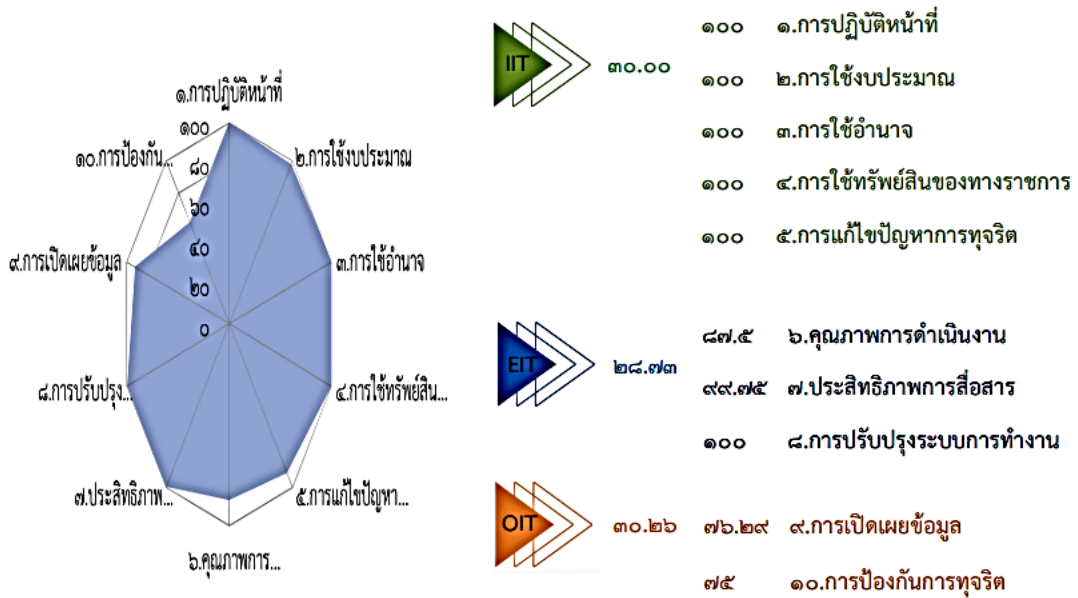 ๑.การปฏิบัติหน้าที่
๑๐๐
๘๐
๖๐
๔๐
๒๐
๐
๒.การใช้งบประมาณ
๓.การใช้อำนาจ
๔.การใช้ทรัพย์สิน...
๕.การแก้ไขปัญหา...
๖.คุณภาพการ...
๗.ประสิทธิภาพ...
๘.การปรับปรุง...
๙.การเปิดเผยข้อมูล
๑๐.การป้องกัน...
IIT ๓๐.๐๐
๑๐๐ ๑.การปฏิบัติหน้าที่
๑๐๐ ๒.การใช้งบประมาณ
๑๐๐ ๓.การใช้อำนาจ
๑๐๐ ๔.การใช้ทรัพย์สินของทางราชการ
๑๐๐ ๕.การแก้ไขปัญหาการทุจริต
EIT ๒๘.๗๓
๘๗.๕ ๖.คุณภาพการดำเนินงาน
๙๙.๗๕ ๗.ประสิทธิภาพการสื่อสาร
๑๐๐ ๘.การปรับปรุงระบบการทำงาน
OIT ๓๐.๒๖
๗๖.๒๙ ๙.การเปิดเผยข้อมูล
๗๕ ๑๐.การป้องกันการทุจริต